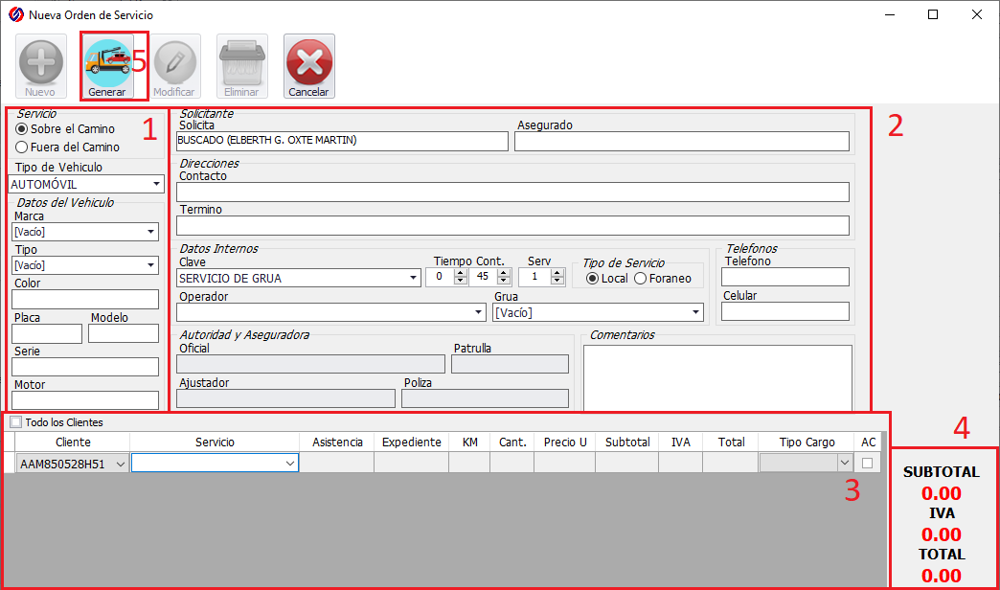 Nueva Orden de Servicio
Nuevo
Generar
5
Modificar
Eliminar
Cancelar
Servicio
Sobre el Camino
Fuera del Camino
1
Tipo de Vehiculo
AUTOMÓVIL
Datos del Vehiculo
Marca
[Vacío]
Tipo
[Vacío]
Color
Placa Modelo
Serie
Motor
Solicitante
Solicita Asegurado
BUSCADO (ELBERTH G. OXTE MARTIN)
2
Direcciones
Contacto
Termino
Datos Internos
Clave Tiempo Cont. Serv
SERVICIO DE GRUA 0 45 1
Tipo de Servicio
Local Foraneo
Operador Grua
[Vacío]
Telefonos
Telefono
Celular
Autoridad y Aseguradora
Oficial Patrulla
Ajustador Poliza
Comentarios
Todo los Clientes
Cliente Servicio Asistencia Expediente KM Cant. Precio U Subtotal IVA Total Tipo Cargo AC
AAM850528H51
3
4
SUBTOTAL
0.00
IVA
0.00
TOTAL
0.00